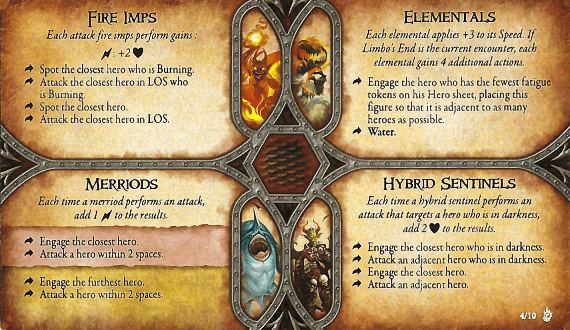 FIRE IMPS
Each attack fire imps perform gains :
: +2
Spot the closest hero who is Burning.
Attack the closest hero in LOS who
is Burning.
Spot the closest hero.
Attack the closest hero in LOS.
ELEMENTALS
Each elemental applies +3 to its Speed. If
Limbo's End is the current encounter, each
elemental gains 4 additional actions.
Engage the hero who has the fewest fatigue
tokens on his Hero sheet, placing this
figure so that it is adjacent to as many
heroes as possible.
Water.
MERRIODS
Each time a merriod performs an attack,
add 1 to the results.
Engage the closest hero.
Attack a hero within 2 spaces.
Engage the furthest hero.
Attack a hero within 2 spaces.
HYBRID SENTINELS
Each time a hybrid sentinel performs an
attack that targets a hero who is in darkness,
add 2 to the results.
Engage the closest hero who is in darkness.
Attack an adjacent hero who is in darkness.
Engage the closest hero.
Attack an adjacent hero.
4/10